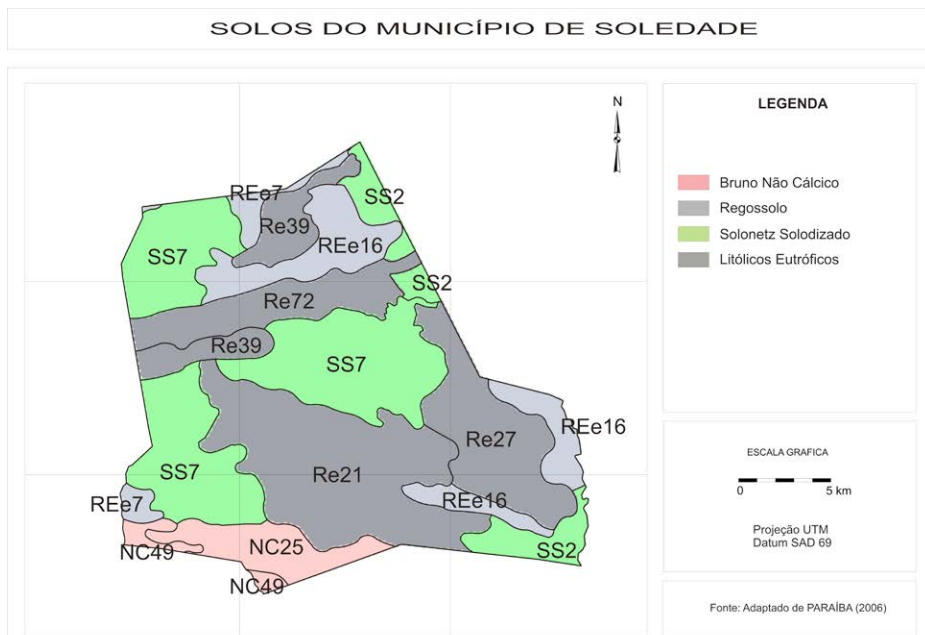 SOLOS DO MUNICÍPIO DE SOLEDADE
N
REe7
SS2
Re39
REe16
SS7
SS2
Re72
Re39
SS7
REe16
Re27
SS7
Re21
REe7
REe16
NC49
NC25
SS2
NC49
LEGENDA
Bruno Não Cálcico
Regossolo
Solonetz Solodizado
Litólicos Eutróficos
ESCALA GRAFICA
0 5 km
Projeção UTM
Datum SAD 69
Fonte: Adaptado de PARAÍBA (2006)